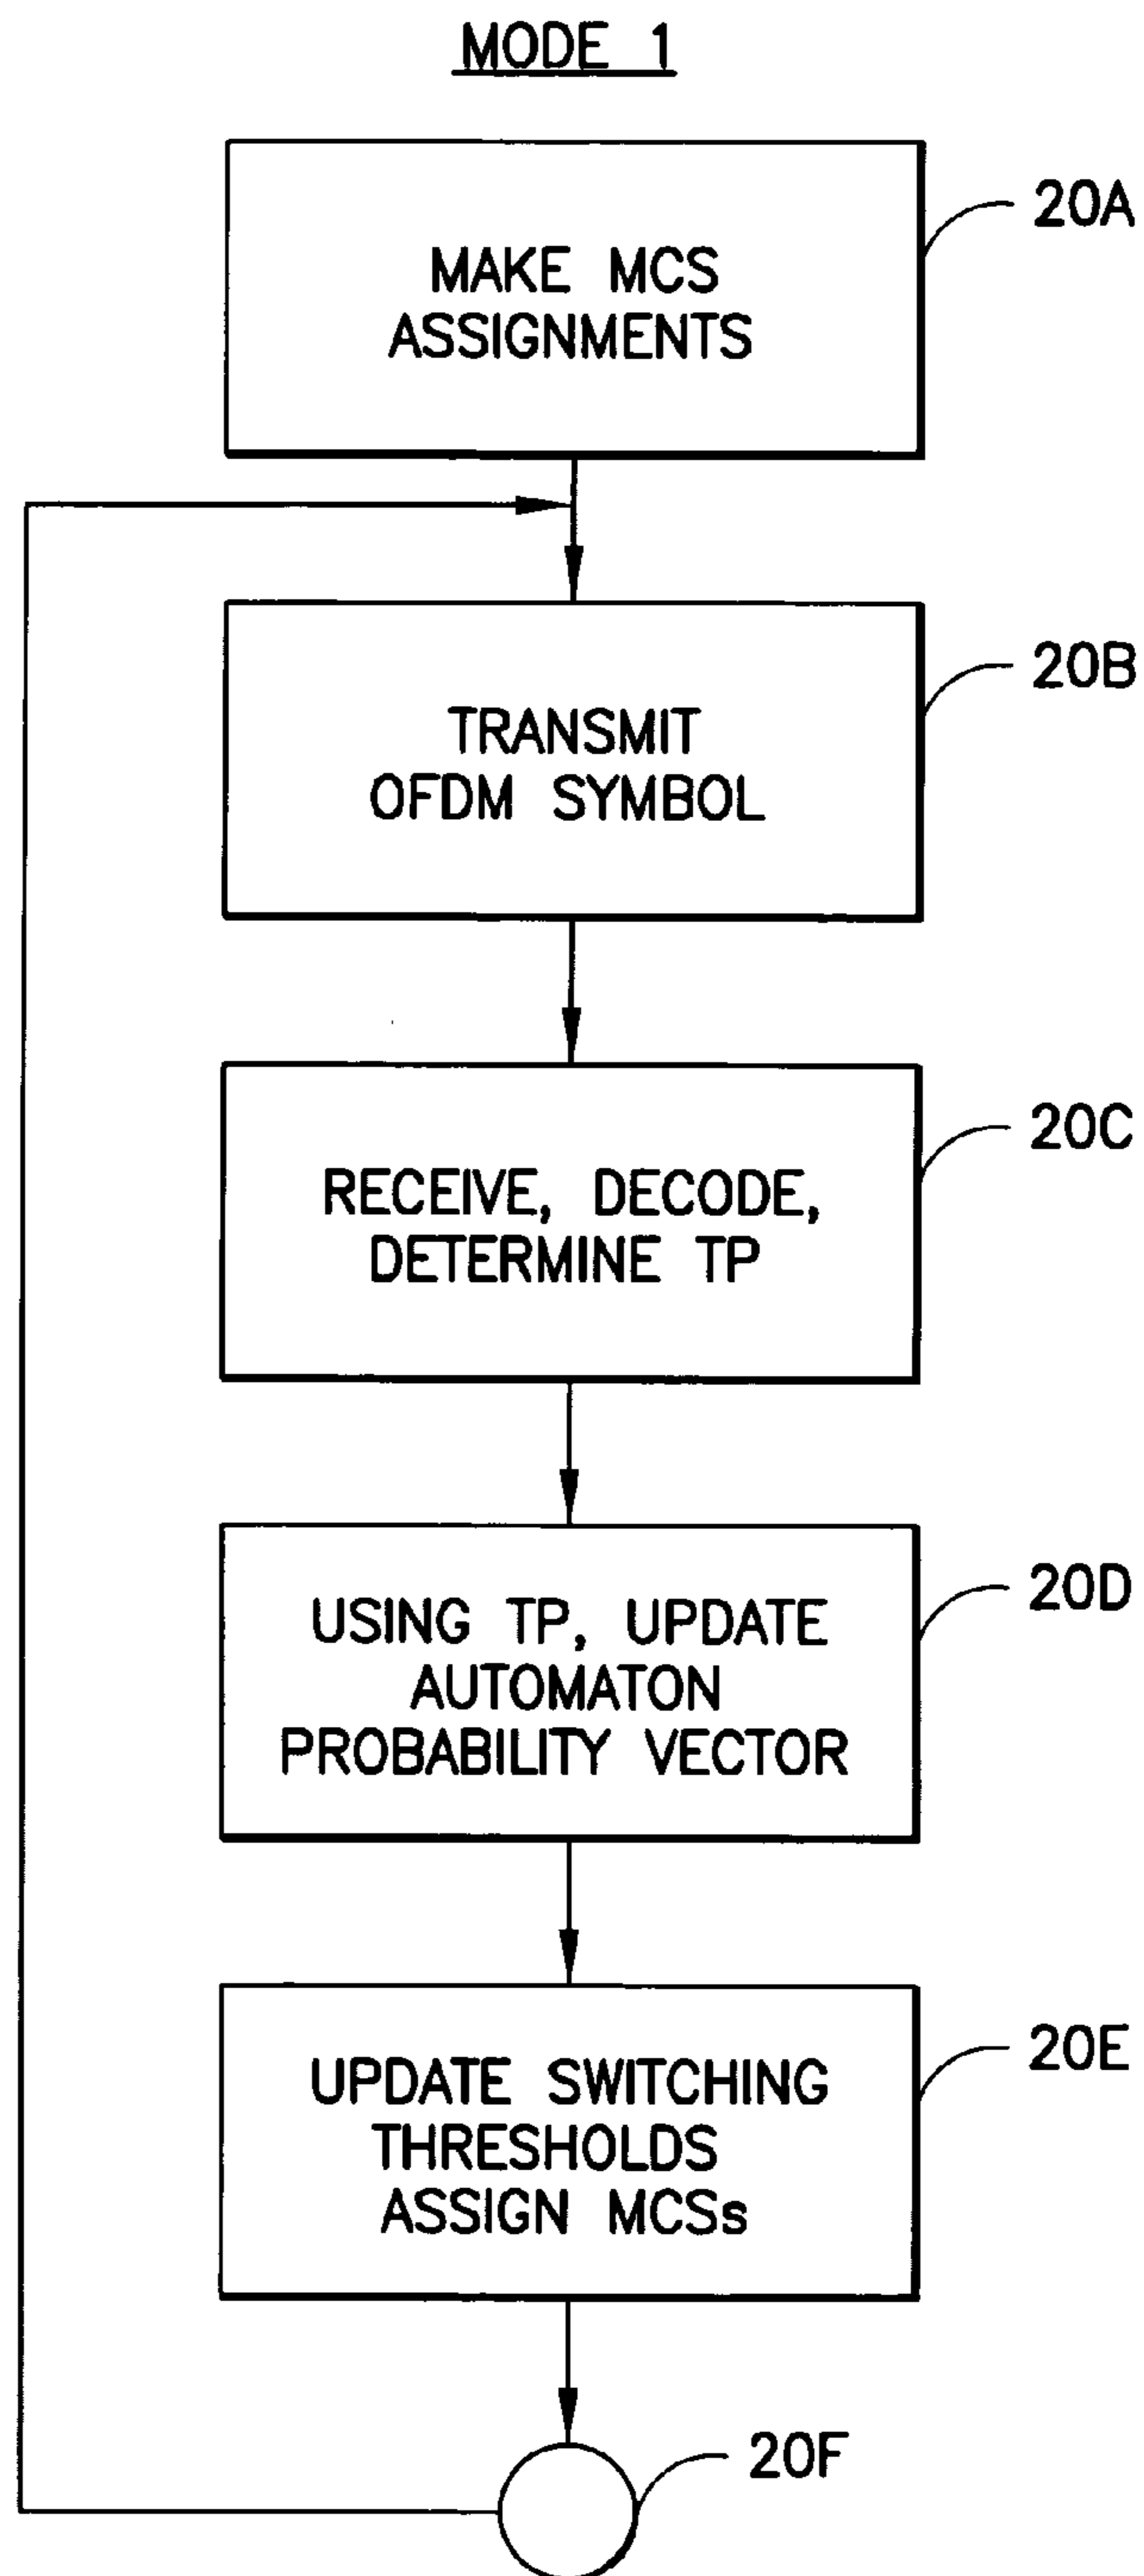 MODE 1
20A
MAKE MCS
ASSIGNMENTS
20B
TRANSMIT
OFDM SYMBOL
20C
RECEIVE, DECODE,
DETERMINE TP
20D
USING TP, UPDATE
AUTOMATON
PROBABILITY VECTOR
20E
UPDATE SWITCHING
THRESHOLDS
ASSIGN MCSs
20F